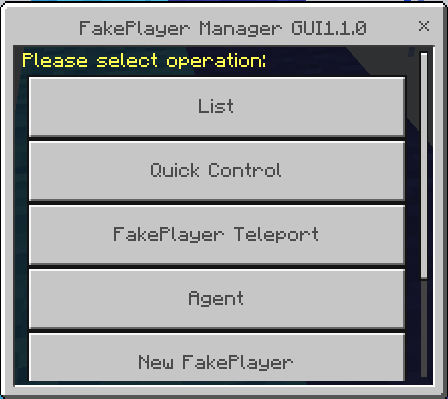 FakePlayer Manager GUI1.1.0
Please select operation:
List
Quick Control
FakePlayer Teleport
Agent
New FakePlayer